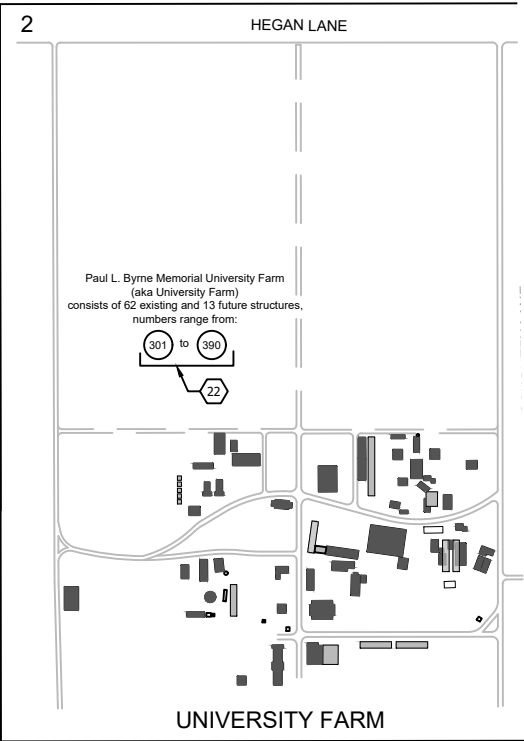 2
HEGAN LANE
Paul L. Byrne Memorial University Farm
(aka University Farm)
consists of 62 existing and 13 future structures,
numbers range from:
301 to 390
22
UNIVERSITY FARM